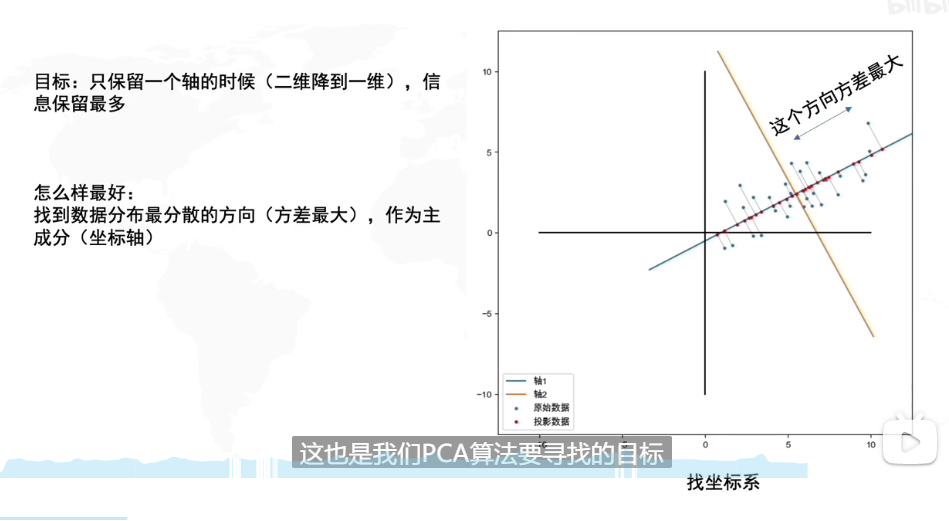 bilibili
目标：只保留一个轴的时候（二维降到一维），信
息保留最多
怎么样最好：
找到数据分布最分散的方向（方差最大），作为主
成分（坐标轴）
这个方向方差最大
10
5
0
−5
−10
轴1
轴2
原始数据
投影数据
0
5
10
这也是我们PCA算法要寻找的目标
找坐标系